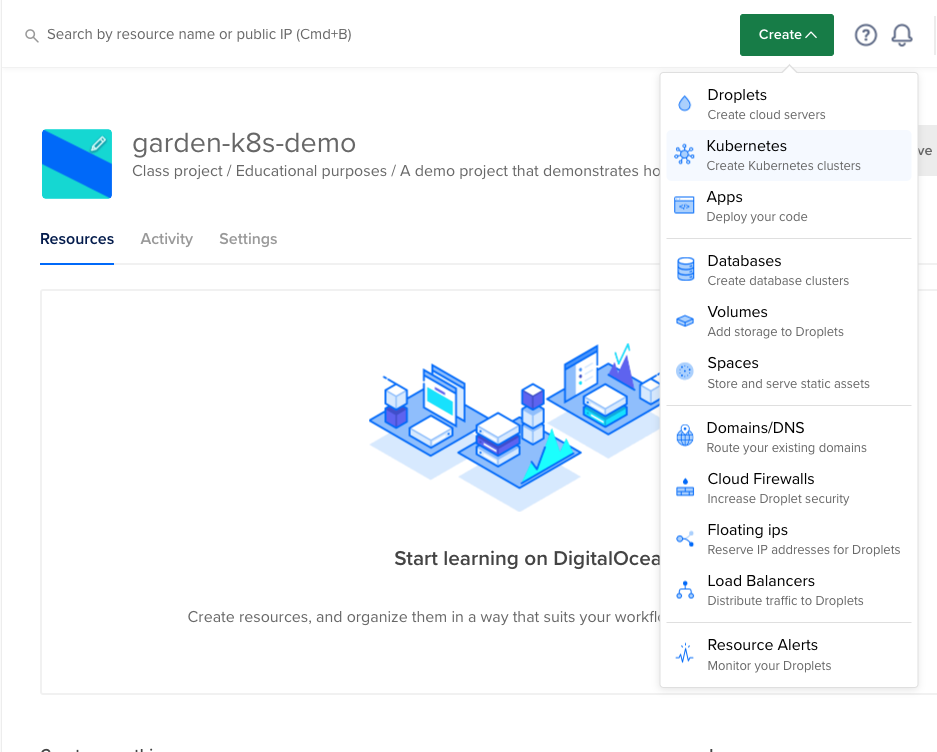 Search by resource name or public IP (Cmd+B)
Create
garden-k8s-demo
Class project / Educational purposes / A demo project that demonstrates
Resources
Activity
Settings
Start learning on
Create resources, and organize them in a way that suits your
Droplets
Create cloud servers
Kubernetes
Create Kubernetes clusters
Apps
Deploy your code
Databases
Create database clusters
Volumes
Add storage to Droplets
Spaces
Store and serve static assets
Domains/DNS
Route your existing domains
Cloud Firewalls
Increase Droplet security
Floating ips
Reserve IP addresses for Droplets
Load Balancers
Distribute traffic to Droplets
Resource Alerts
Monitor your Droplets